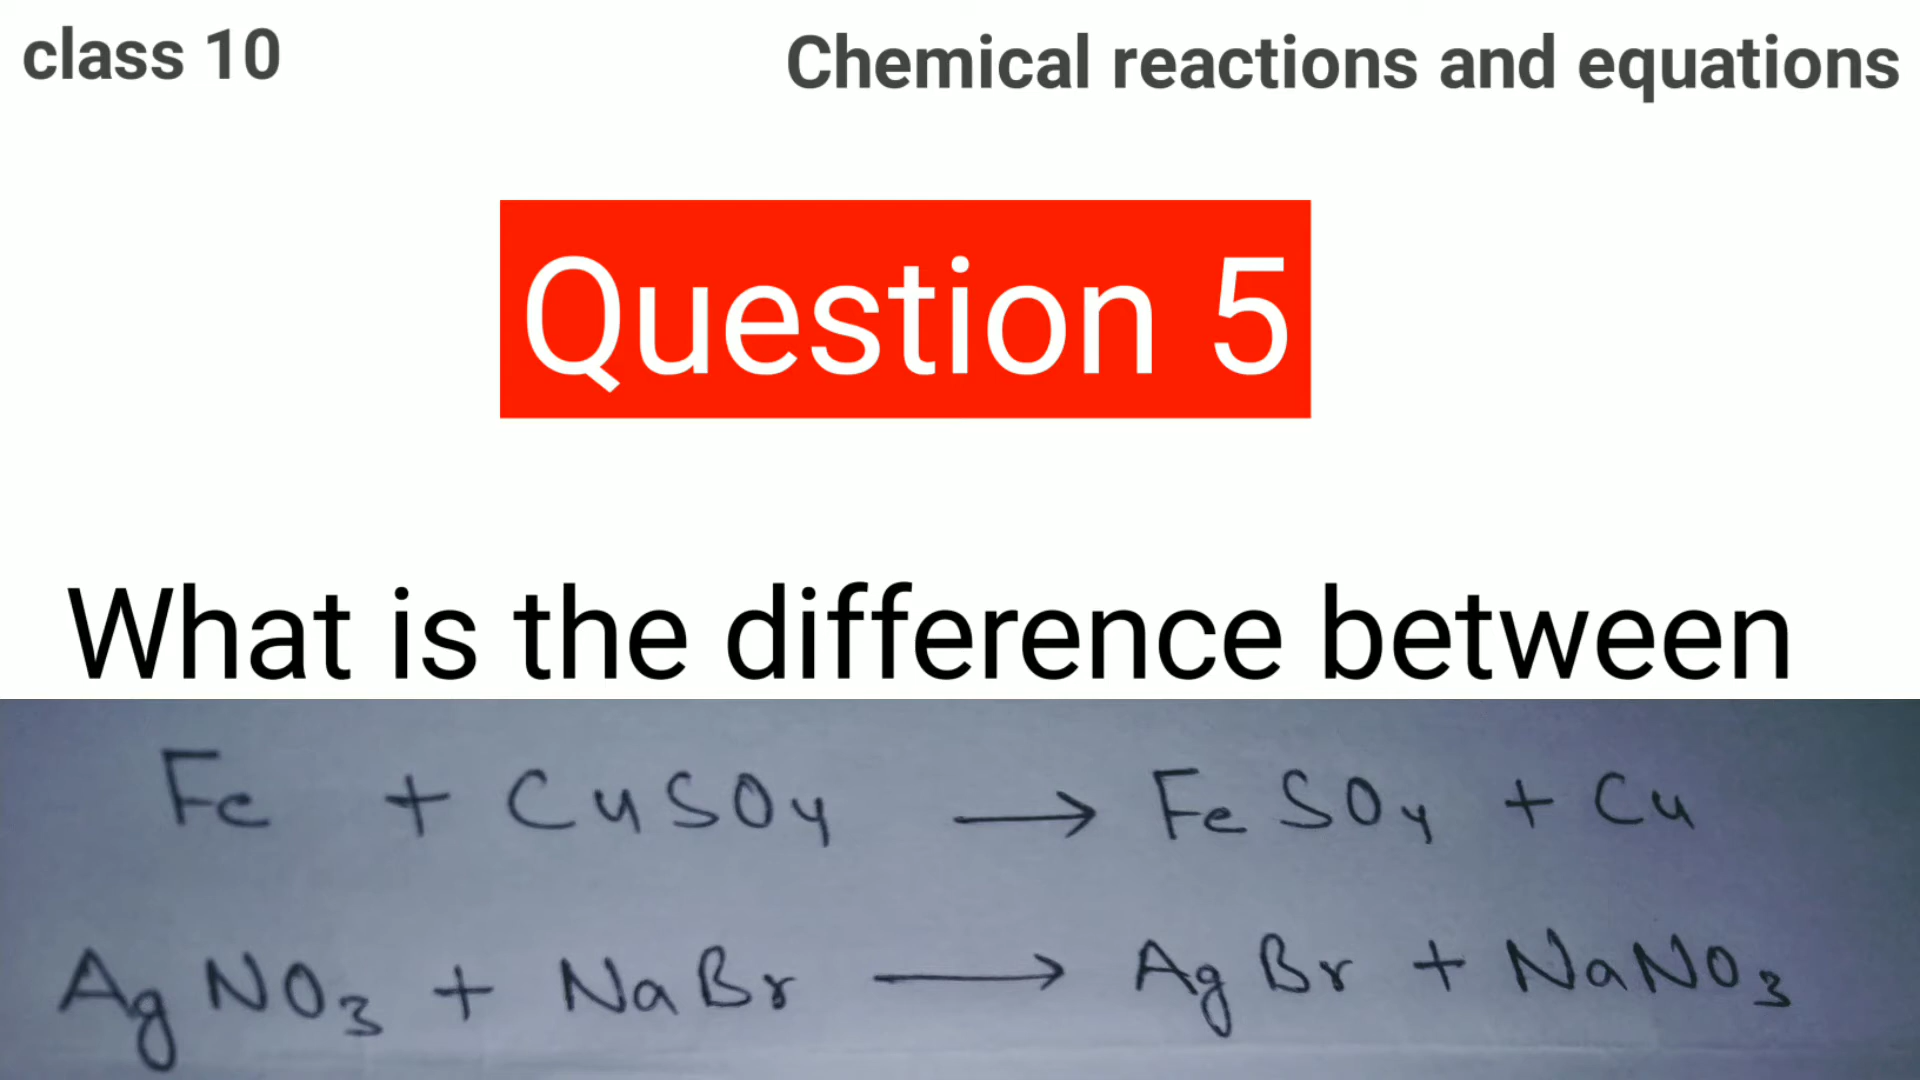 class 10
Chemical reactions and equations
Question 5
What is the difference between
Fe + CuSO4 → FeSO4 + Cu
AgNO3 + NaBr → AgBr + NaNO3